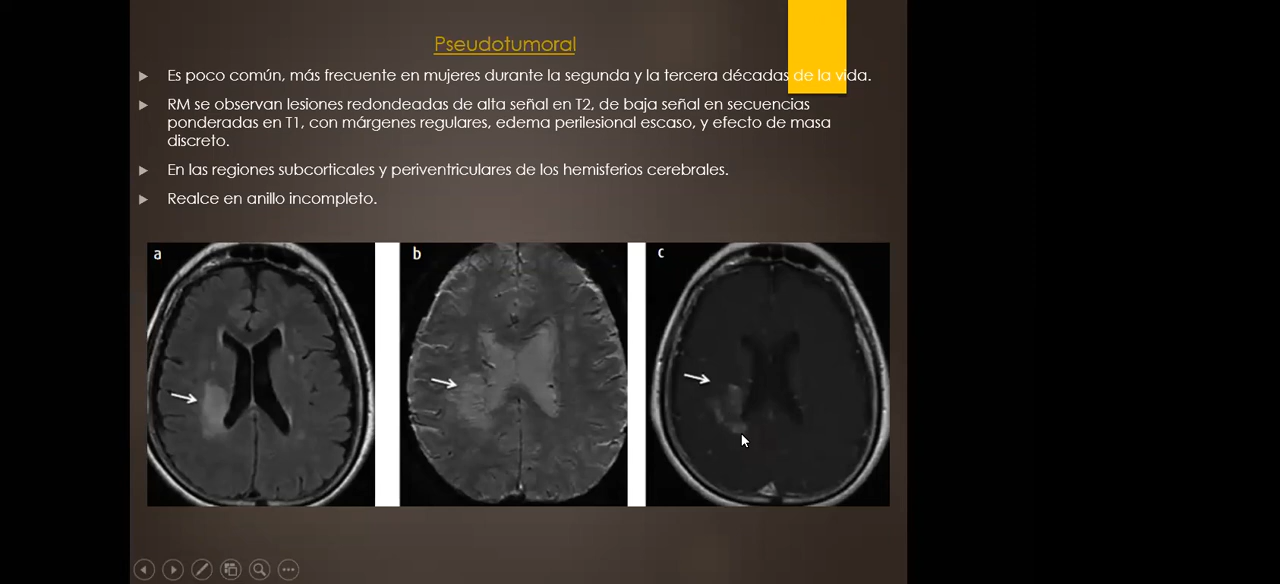 Pseudotumoral
Es poco común, más frecuente en mujeres durante la segunda y la tercera décadas de la vida.
RM se observan lesiones redondeadas de alta señal en T2, de baja señal en secuencias
ponderadas en T1, con márgenes regulares, edema perilesional escaso, y efecto de masa
discreto.
En las regiones subcorticales y periventriculares de los hemisferios cerebrales.
Realce en anillo incompleto.
a
b
c